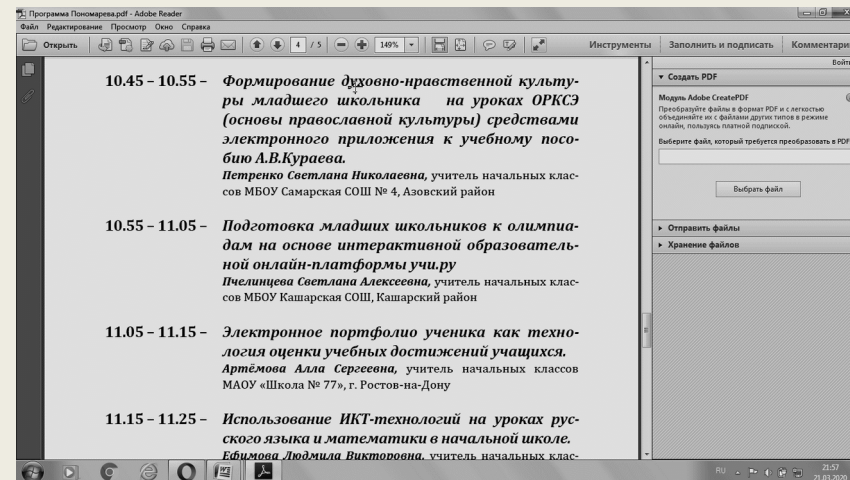 Программа Пономарева.pdf - Adobe Reader
Файл Редактирование Просмотр Окно Справка
Открыть 4 / 5 149% Инструменты Заполнить и подписать Комментарии
Войти
Создать PDF
Модуль Adobe CreatePDF
Преобразуйте файлы в формат PDF и с легкостью
объединяйте их с файлами других типов в режиме
онлайн, пользуясь платной подпиской.
Выберите файл, который требуется преобразовать в PDF
Выбрать файл
Отправить файлы
Хранение файлов
10.45 – 10.55 – Формирование духовно-нравственной культу-
ры младшего школьника на уроках ОРКСЭ
(основы православной культуры) средствами
электронного приложения к учебному посо-
бию А.В.Кураева.
Петренко Светлана Николаевна, учитель начальных клас-
сов МБОУ Самарская СОШ № 4, Азовский район
10.55 – 11.05 – Подготовка младших школьников к олимпиа-
дам на основе интерактивной образователь-
ной онлайн-платформы учи.ру
Пчелинцева Светлана Алексеевна, учитель начальных клас-
сов МБОУ Кашарская СОШ, Кашарский район
11.05 – 11.15 – Электронное портфолио ученика как техно-
логия оценки учебных достижений учащихся.
Артёмова Алла Сергеевна, учитель начальных классов
МАОУ «Школа № 77», г. Ростов-на-Дону
11.15 – 11.25 – Использование ИКТ-технологий на уроках рус-
ского языка и математики в начальной школе.
Ефимова Людмила Викторовна, учитель начальных клас-
RU 21:57
21.03.2020